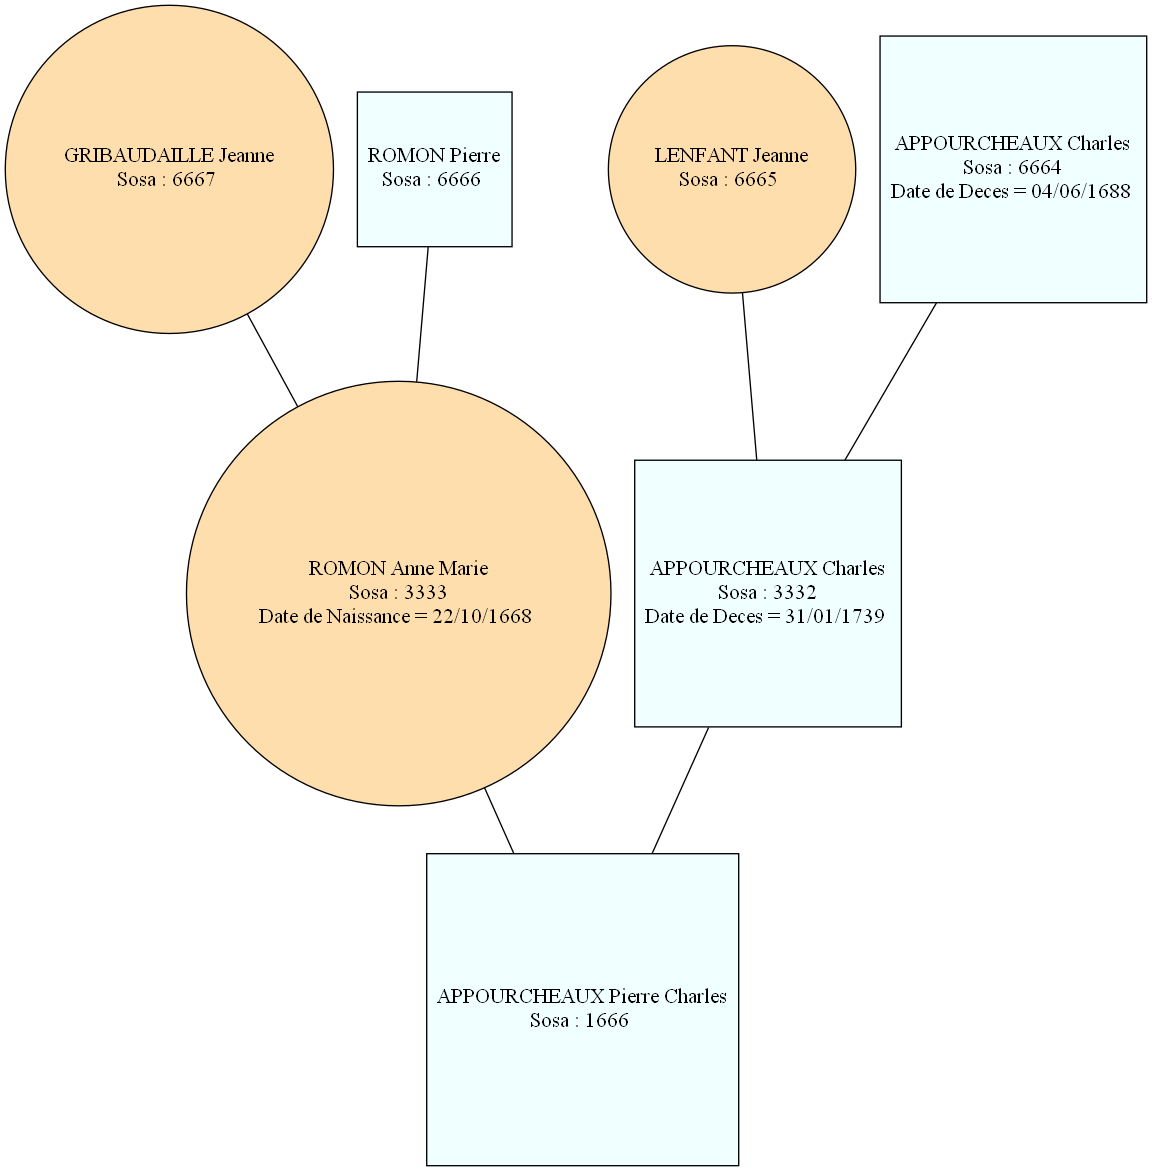 GRIBAUDAILLE Jeanne
Sosa : 6667
ROMON Pierre
Sosa : 6666
LENFANT Jeanne
Sosa : 6665
APPOURCHEAUX Charles
Sosa : 6664
Date de Deces = 04/06/1688
ROMON Anne Marie
Sosa : 3333
Date de Naissance = 22/10/1668
APPOURCHEAUX Charles
Sosa : 3332
Date de Deces = 31/01/1739
APPOURCHEAUX Pierre Charles
Sosa : 1666